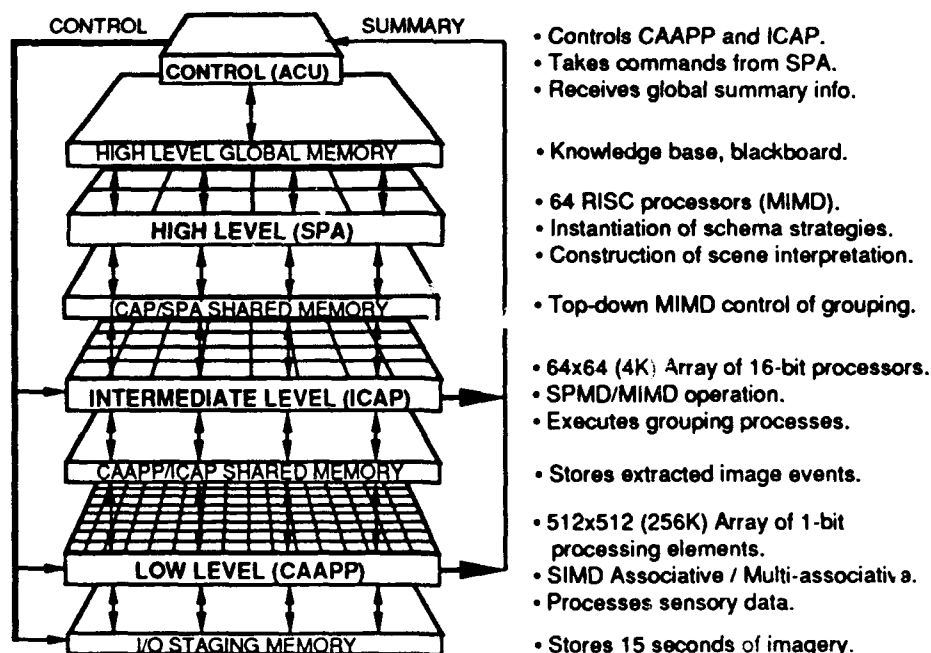 CONTROL
SUMMARY
CONTROL (ACU)
• Controls CAAPP and ICAP.
• Takes commands from SPA.
• Receives global summary info.
HIGH LEVEL GLOBAL MEMORY
• Knowledge base, blackboard.
HIGH LEVEL (SPA)
• 64 RISC processors (MIMD).
• Instantiation of schema strategies.
• Construction of scene interpretation.
ICAP/SPA SHARED MEMORY
• Top-down MIMD control of grouping.
INTERMEDIATE LEVEL (ICAP)
• 64x64 (4K) Array of 16-bit processors.
• SPMD/MIMD operation.
• Executes grouping processes.
CAAPP/ICAP SHARED MEMORY
• Stores extracted image events.
LOW LEVEL (CAAPP)
• 512x512 (256K) Array of 1-bit
processing elements.
• SIMD Associative / Multi-associative.
• Processes sensory data.
I/O STAGING MEMORY
• Stores 15 seconds of imagery.